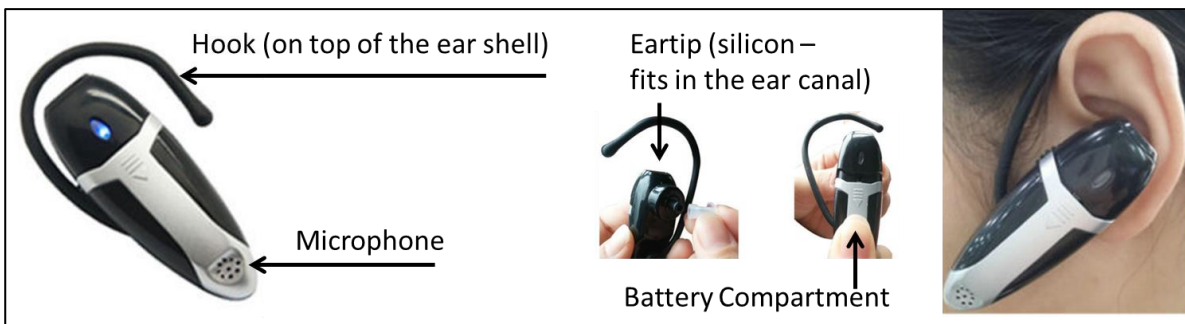 Hook (on top of the ear shell)
Eartip (silicon –
fits in the ear canal)
Microphone
Battery Compartment